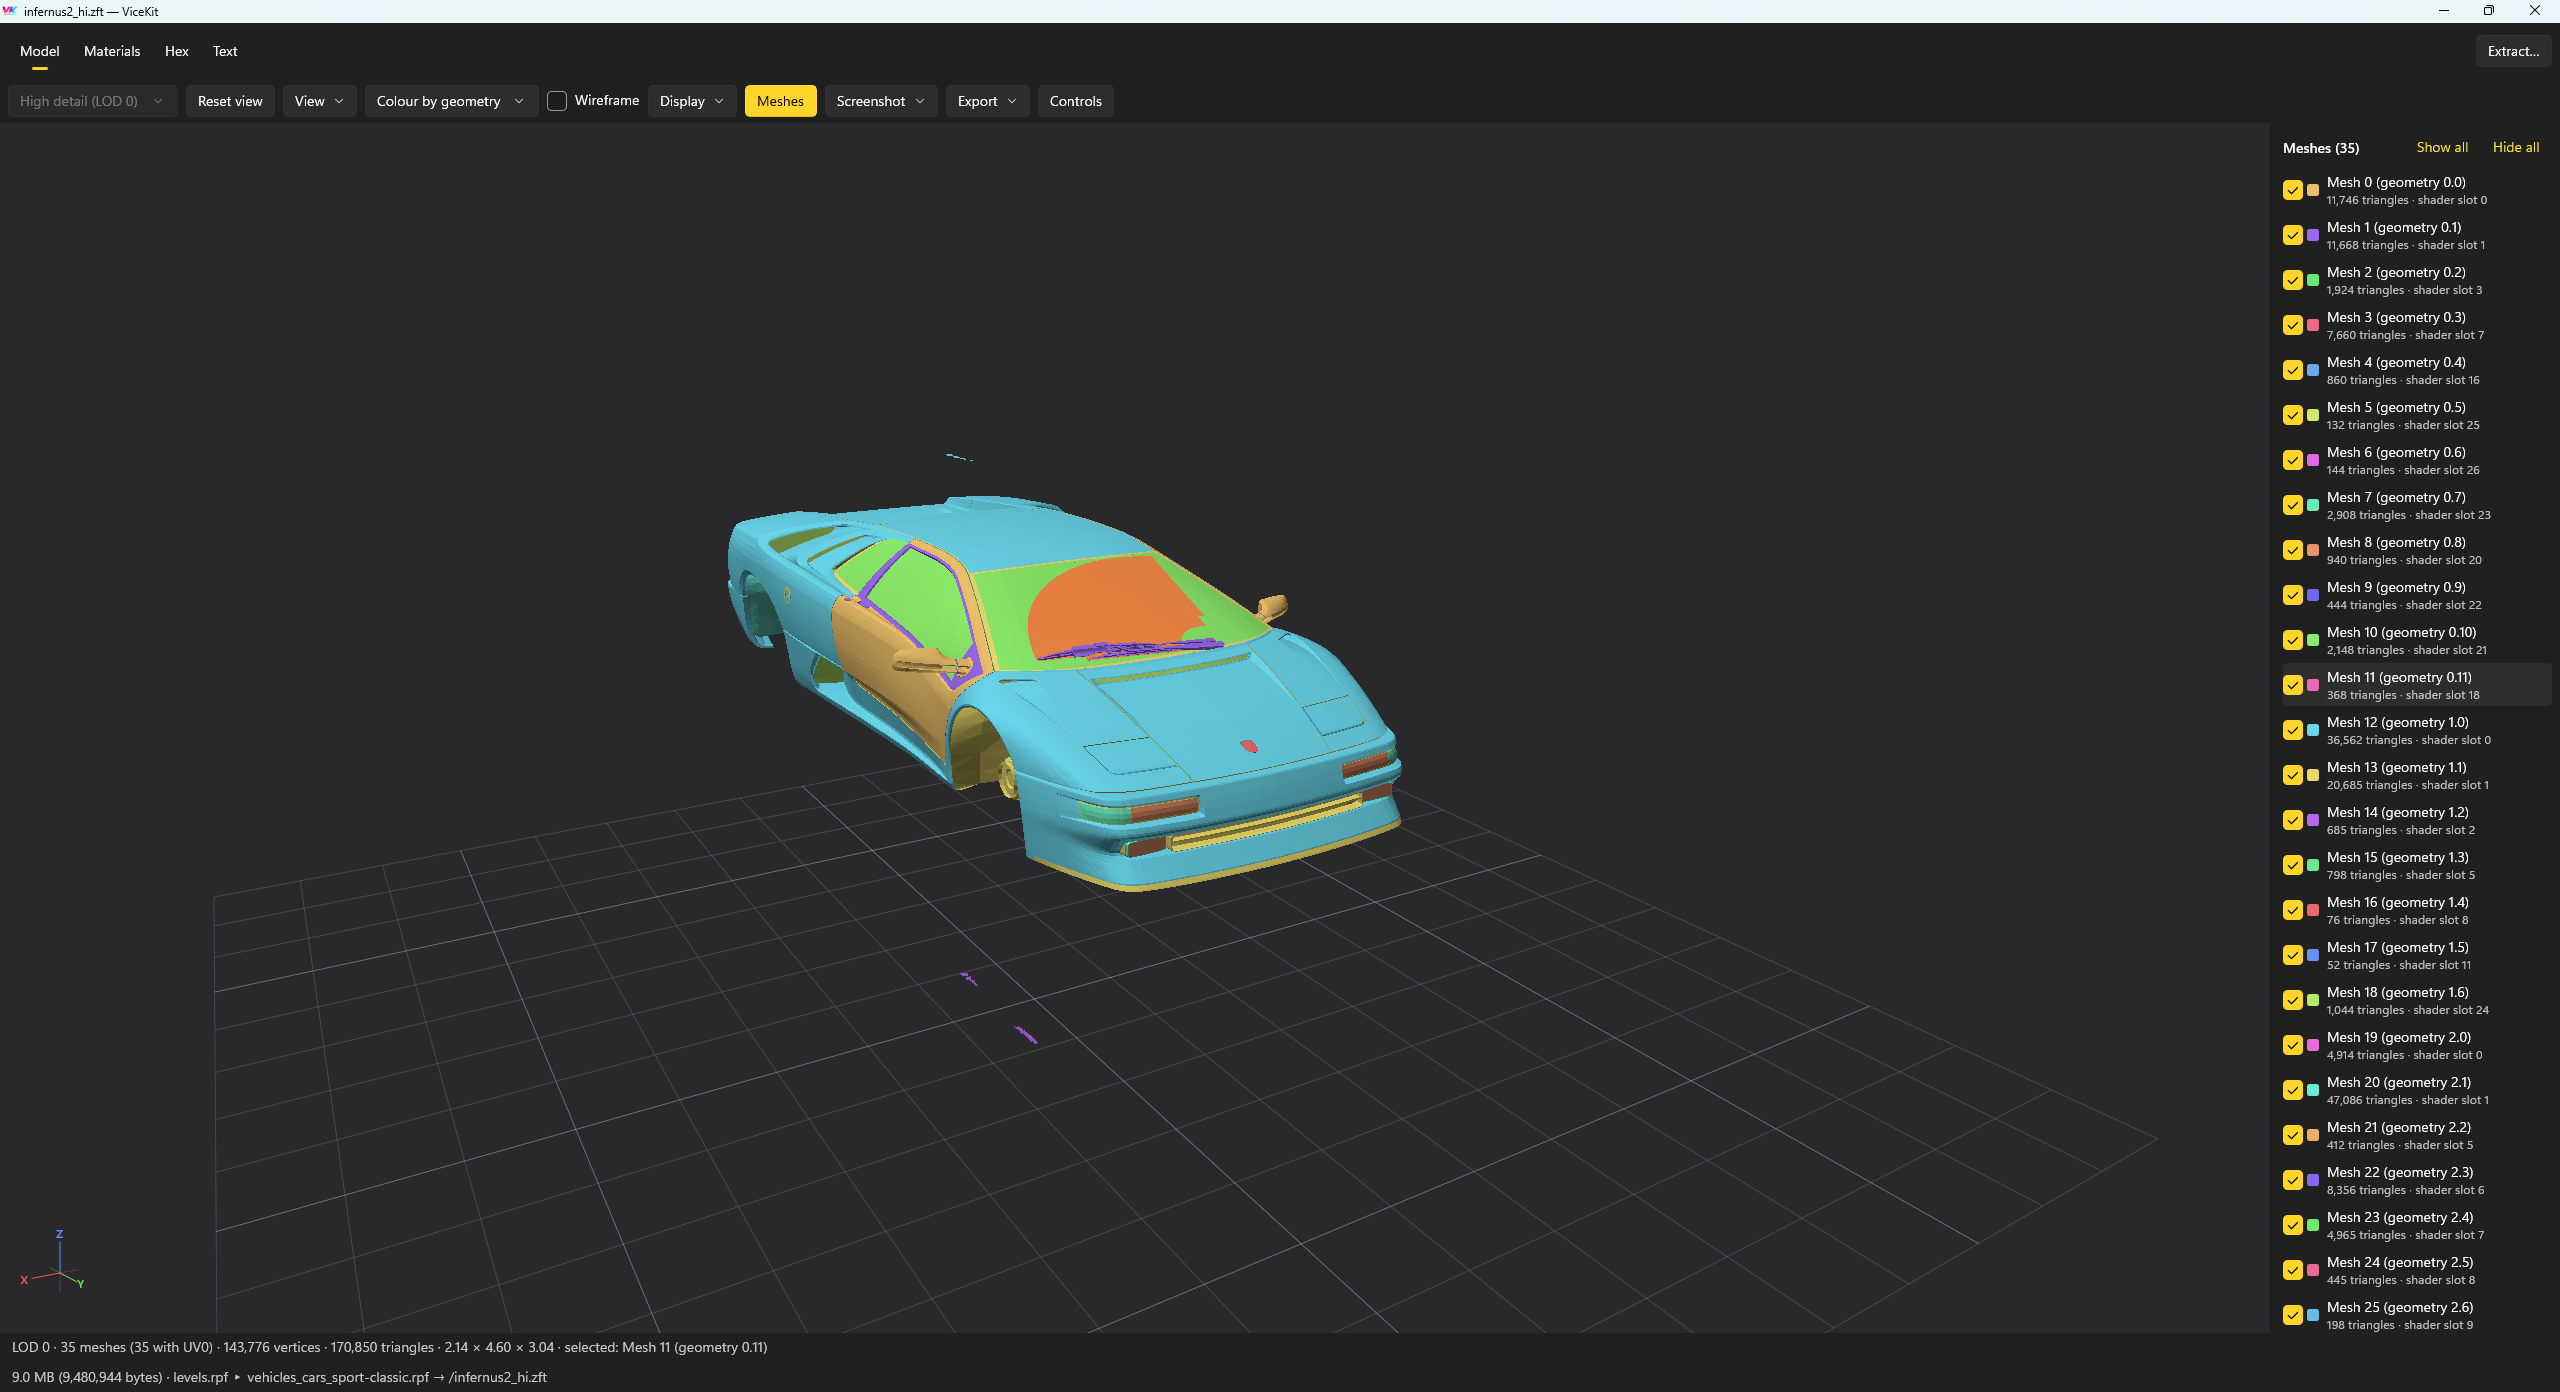 infernus2_hi.zft — ViceKit
Model Materials Hex Text Extract...
High detail (LOD 0) Reset view View Colour by geometry Wireframe Display Meshes Screenshot Export Controls
Meshes (35) Show all Hide all
Mesh 0 (geometry 0.0)
11,746 triangles · shader slot 0
Mesh 1 (geometry 0.1)
11,668 triangles · shader slot 1
Mesh 2 (geometry 0.2)
1,924 triangles · shader slot 3
Mesh 3 (geometry 0.3)
7,660 triangles · shader slot 7
Mesh 4 (geometry 0.4)
860 triangles · shader slot 16
Mesh 5 (geometry 0.5)
132 triangles · shader slot 25
Mesh 6 (geometry 0.6)
144 triangles · shader slot 26
Mesh 7 (geometry 0.7)
2,908 triangles · shader slot 23
Mesh 8 (geometry 0.8)
940 triangles · shader slot 20
Mesh 9 (geometry 0.9)
444 triangles · shader slot 22
Mesh 10 (geometry 0.10)
2,148 triangles · shader slot 21
Mesh 11 (geometry 0.11)
368 triangles · shader slot 18
Mesh 12 (geometry 1.0)
36,562 triangles · shader slot 0
Mesh 13 (geometry 1.1)
20,685 triangles · shader slot 1
Mesh 14 (geometry 1.2)
685 triangles · shader slot 2
Mesh 15 (geometry 1.3)
798 triangles · shader slot 5
Mesh 16 (geometry 1.4)
76 triangles · shader slot 8
Mesh 17 (geometry 1.5)
52 triangles · shader slot 11
Mesh 18 (geometry 1.6)
1,044 triangles · shader slot 24
Mesh 19 (geometry 2.0)
4,914 triangles · shader slot 0
Mesh 20 (geometry 2.1)
47,086 triangles · shader slot 1
Mesh 21 (geometry 2.2)
412 triangles · shader slot 5
Mesh 22 (geometry 2.3)
8,356 triangles · shader slot 6
Mesh 23 (geometry 2.4)
4,965 triangles · shader slot 7
Mesh 24 (geometry 2.5)
445 triangles · shader slot 8
Mesh 25 (geometry 2.6)
198 triangles · shader slot 9
Z
X
Y
LOD 0 · 35 meshes (35 with UV0) · 143,776 vertices · 170,850 triangles · 2.14 × 4.60 × 3.04 · selected: Mesh 11 (geometry 0.11)
9.0 MB (9,480,944 bytes) · levels.rpf ‣ vehicles_cars_sport-classic.rpf → /infernus2_hi.zft